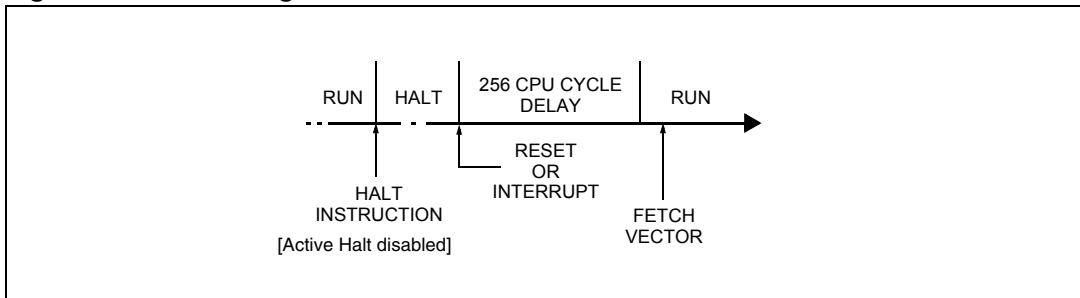 RUN
HALT
256 CPU CYCLE
DELAY
RUN
RESET
OR
INTERRUPT
HALT
INSTRUCTION
[Active Halt disabled]
FETCH
VECTOR